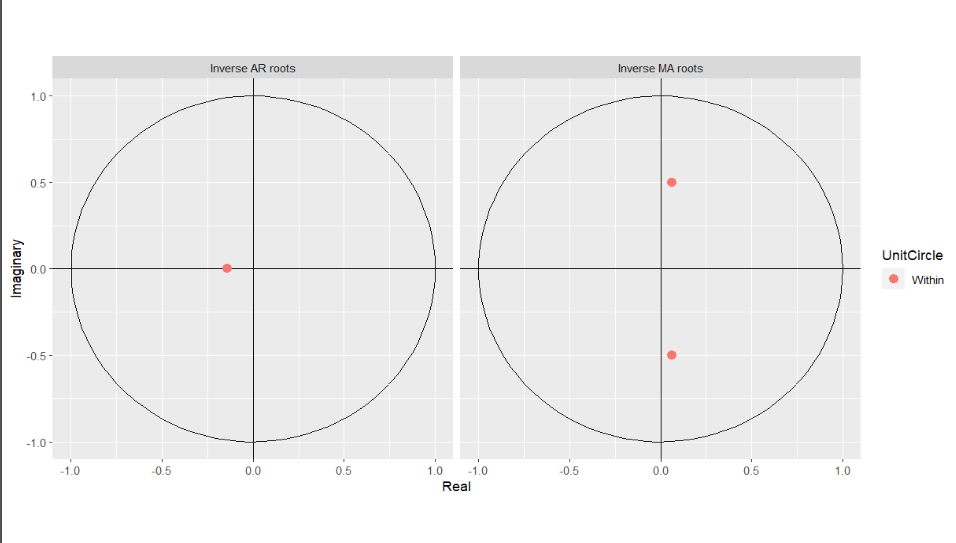 Inverse AR roots
Inverse MA roots
1.0
0.5
0.0
-0.5
-1.0
Imaginary
-1.0 -0.5 0.0 0.5 1.0
-1.0 -0.5 0.0 0.5 1.0
Real
UnitCircle
Within